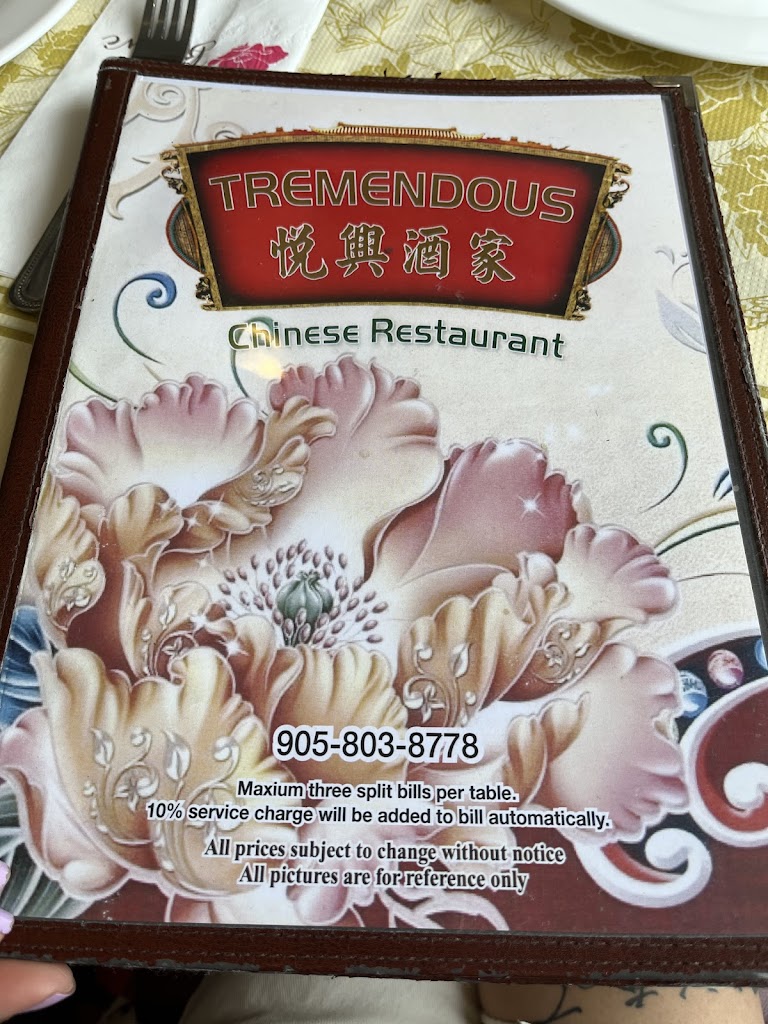 TREMENDOUS
悦興酒家
Chinese Restaurant
905-803-8778
Maxium three split bills per table.
10% service charge will be added to bill automatically.
All prices subject to change without notice
All pictures are for reference only